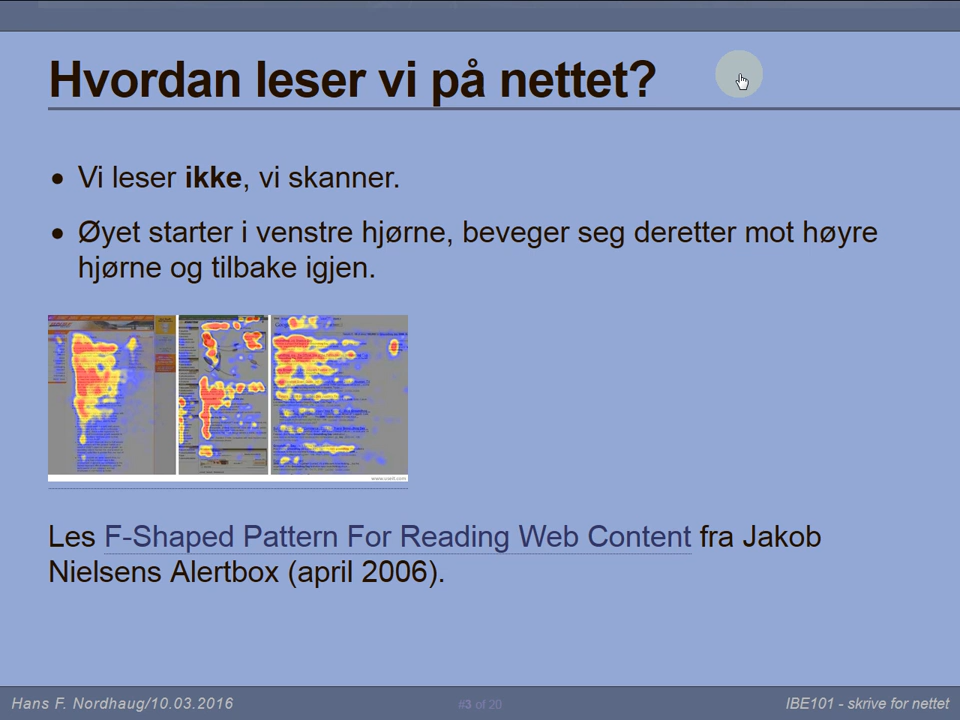 Hvordan leser vi på nettet?
Vi leser ikke, vi skanner.
Øyet starter i venstre hjørne, beveger seg deretter mot høyre
hjørne og tilbake igjen.
Les F-Shaped Pattern For Reading Web Content fra Jakob
Nielsens Alertbox (april 2006).
Hans F. Nordhaug/10.03.2016
#3 of 20
IBE101 - skrive for nettet